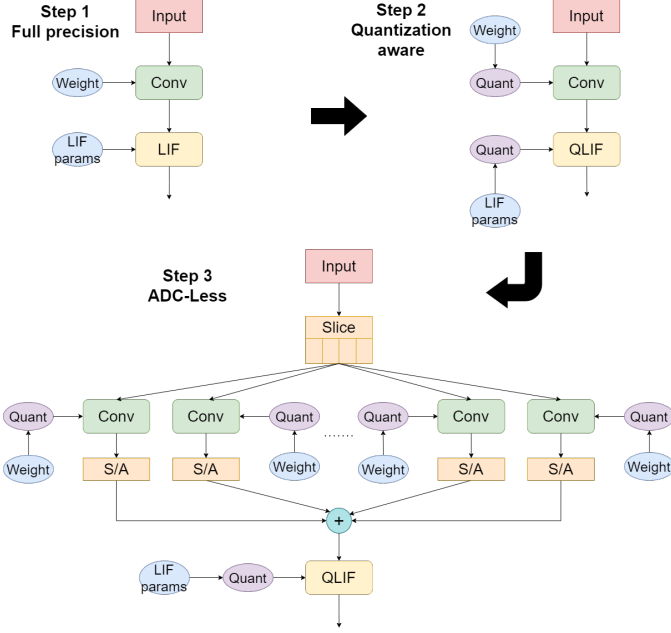 Step 1
Full precision
Input
Weight
Conv
LIF
params
LIF
Step 2
Quantization
aware
Weight
Input
Quant
Conv
Quant
QLIF
LIF
params
Step 3
ADC-Less
Input
Slice
Quant
Conv
Conv
Quant
.......
Quant
Conv
Conv
Quant
Weight
S/A
S/A
Weight
Weight
S/A
S/A
Weight
+
LIF
params
Quant
QLIF